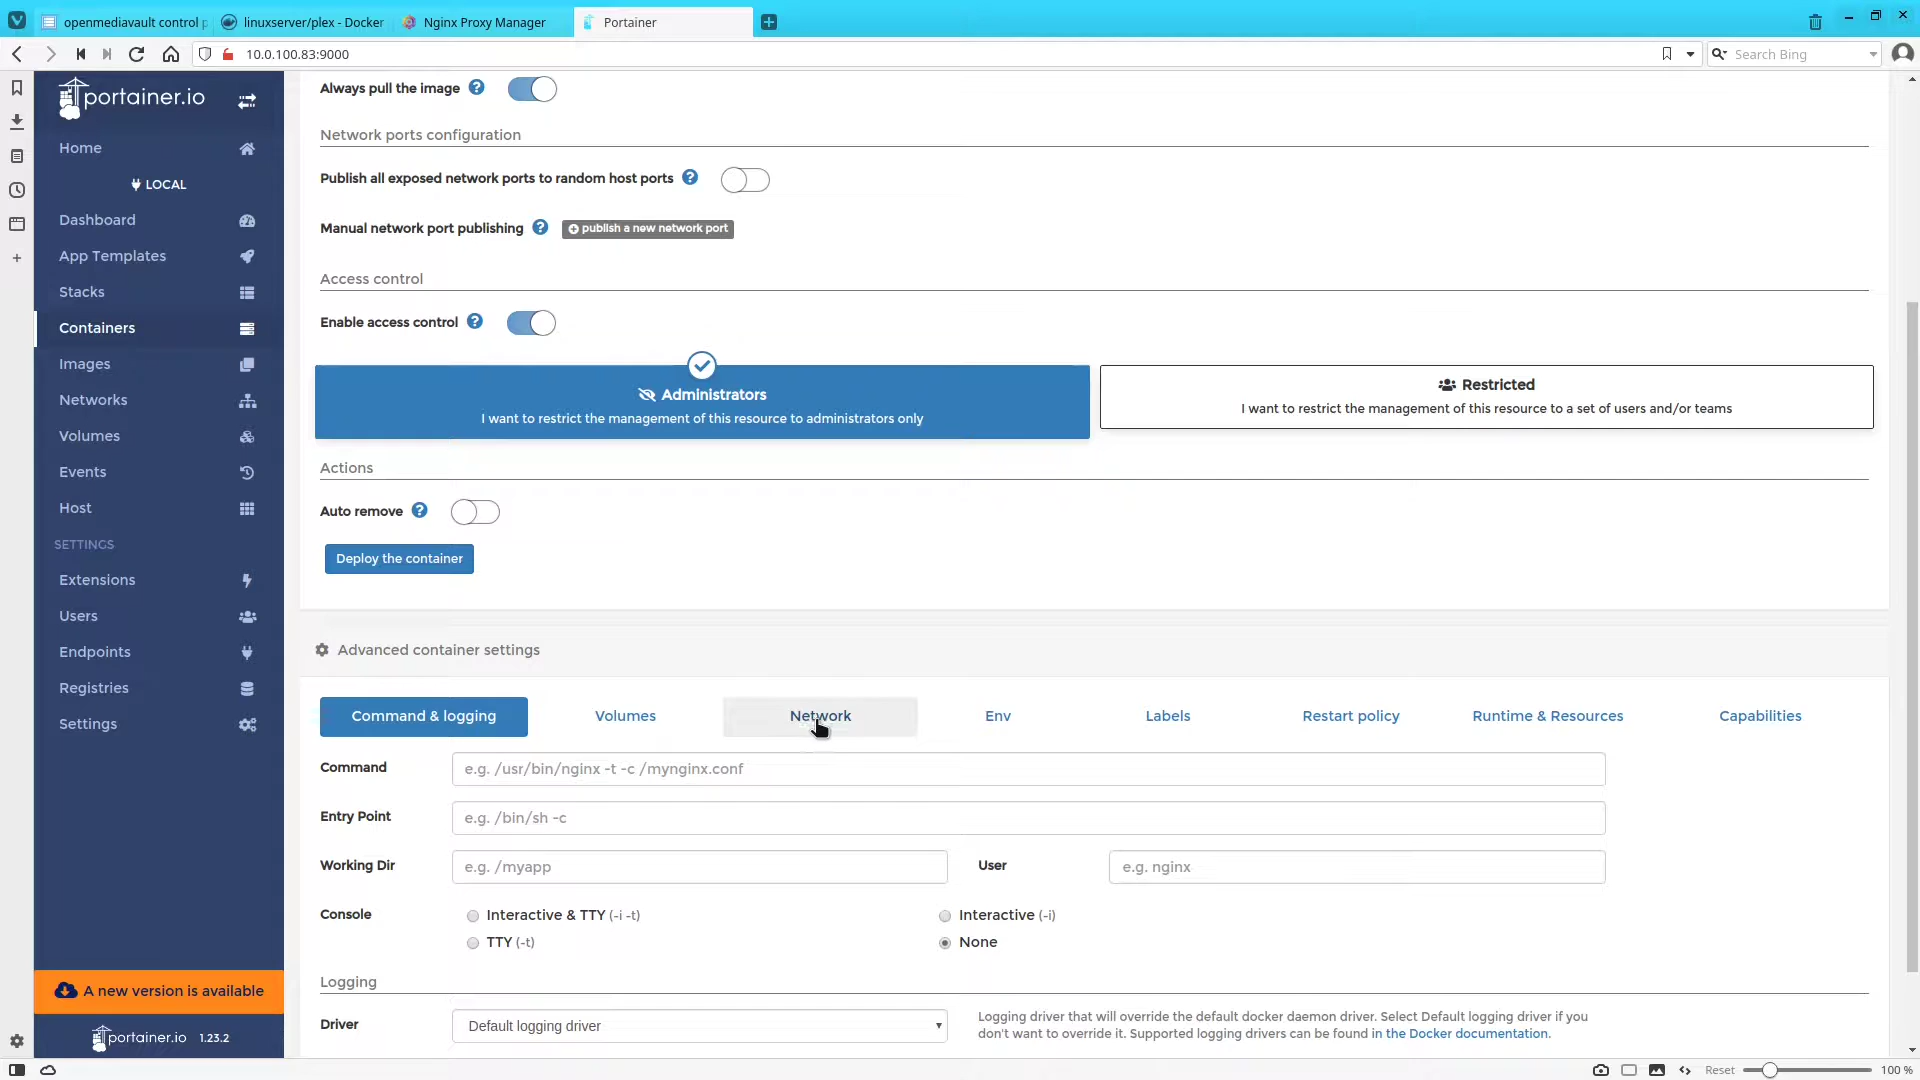 openmediavault control p
linuxserver/plex - Docker
Nginx Proxy Manager
Portainer
10.0.100.83:9000
Search Bing
portainer.io
Home
LOCAL
Dashboard
App Templates
Stacks
Containers
Images
Networks
Volumes
Events
Host
SETTINGS
Extensions
Users
Endpoints
Registries
Settings
A new version is available
portainer.io 1.23.2
Always pull the image
Network ports configuration
Publish all exposed network ports to random host ports
Manual network port publishing
publish a new network port
Access control
Enable access control
Administrators
I want to restrict the management of this resource to administrators only
Restricted
I want to restrict the management of this resource to a set of users and/or teams
Actions
Auto remove
Deploy the container
Advanced container settings
Command & logging
Volumes
Network
Env
Labels
Restart policy
Runtime & Resources
Capabilities
Command
e.g. /usr/bin/nginx -t -c /mynginx.conf
Entry Point
e.g. /bin/sh -c
Working Dir
e.g. /myapp
User
e.g. nginx
Console
Interactive & TTY (-i -t)
Interactive (-i)
TTY (-t)
None
Logging
Driver
Default logging driver
Logging driver that will override the default docker daemon driver. Select Default logging driver if you
don't want to override it. Supported logging drivers can be found in the Docker documentation.
Reset
100 %